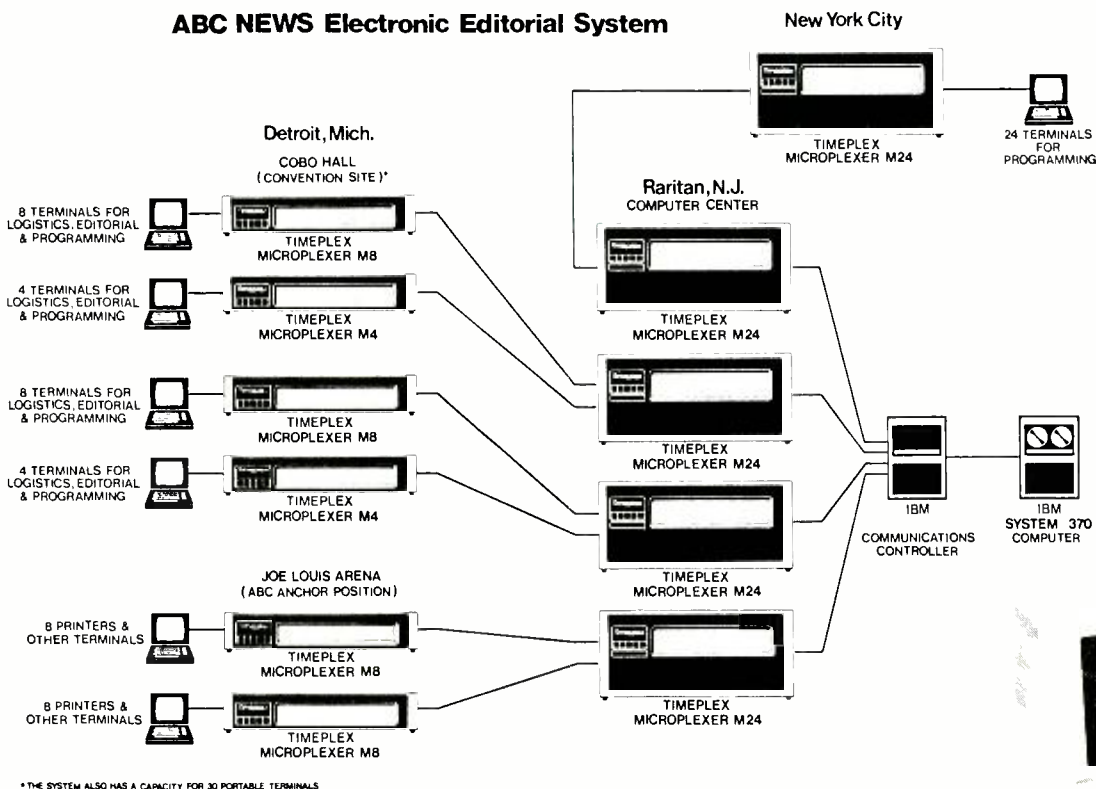 ABC NEWS Electronic Editorial System
New York City
TIMEPLEX
MICROPLEXER M24
24 TERMINALS
FOR
PROGRAMMING
Detroit, Mich.
COBO HALL
(CONVENTION SITE)*
8 TERMINALS FOR
LOGISTICS, EDITORIAL
& PROGRAMMING
TIMEPLEX
MICROPLEXER M8
4 TERMINALS FOR
LOGISTICS, EDITORIAL
& PROGRAMMING
TIMEPLEX
MICROPLEXER M4
8 TERMINALS FOR
LOGISTICS, EDITORIAL
& PROGRAMMING
TIMEPLEX
MICROPLEXER M8
4 TERMINALS FOR
LOGISTICS, EDITORIAL
& PROGRAMMING
TIMEPLEX
MICROPLEXER M4
JOE LOUIS ARENA
(ABC ANCHOR POSITION)
8 PRINTERS &
OTHER TERMINALS
TIMEPLEX
MICROPLEXER M8
8 PRINTERS &
OTHER TERMINALS
TIMEPLEX
MICROPLEXER M8
Raritan, N.J.
COMPUTER CENTER
TIMEPLEX
MICROPLEXER M24
TIMEPLEX
MICROPLEXER M24
TIMEPLEX
MICROPLEXER M24
TIMEPLEX
MICROPLEXER M24
IBM
COMMUNICATIONS
CONTROLLER
IBM
SYSTEM 370
COMPUTER
* THE SYSTEM ALSO HAS A CAPACITY FOR 30 PORTABLE TERMINALS